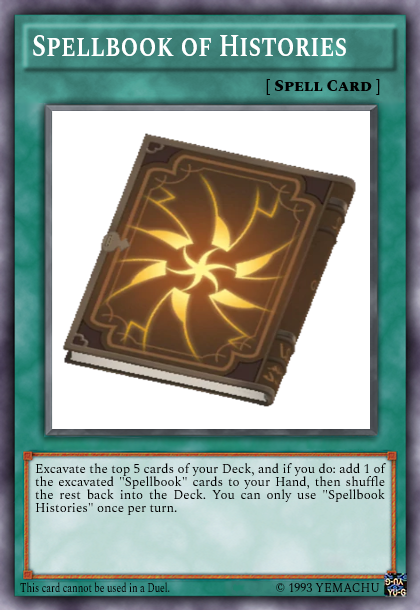 Spellbook of Histories
[ Spell Card ]
Excavate the top 5 cards of your Deck, and if you do: add 1 of
the excavated "Spellbook" cards to your Hand, then shuffle
the rest back into the Deck. You can only use "Spellbook
Histories" once per turn.
This card cannot be used in a Duel.
© 1993 YEMACHU